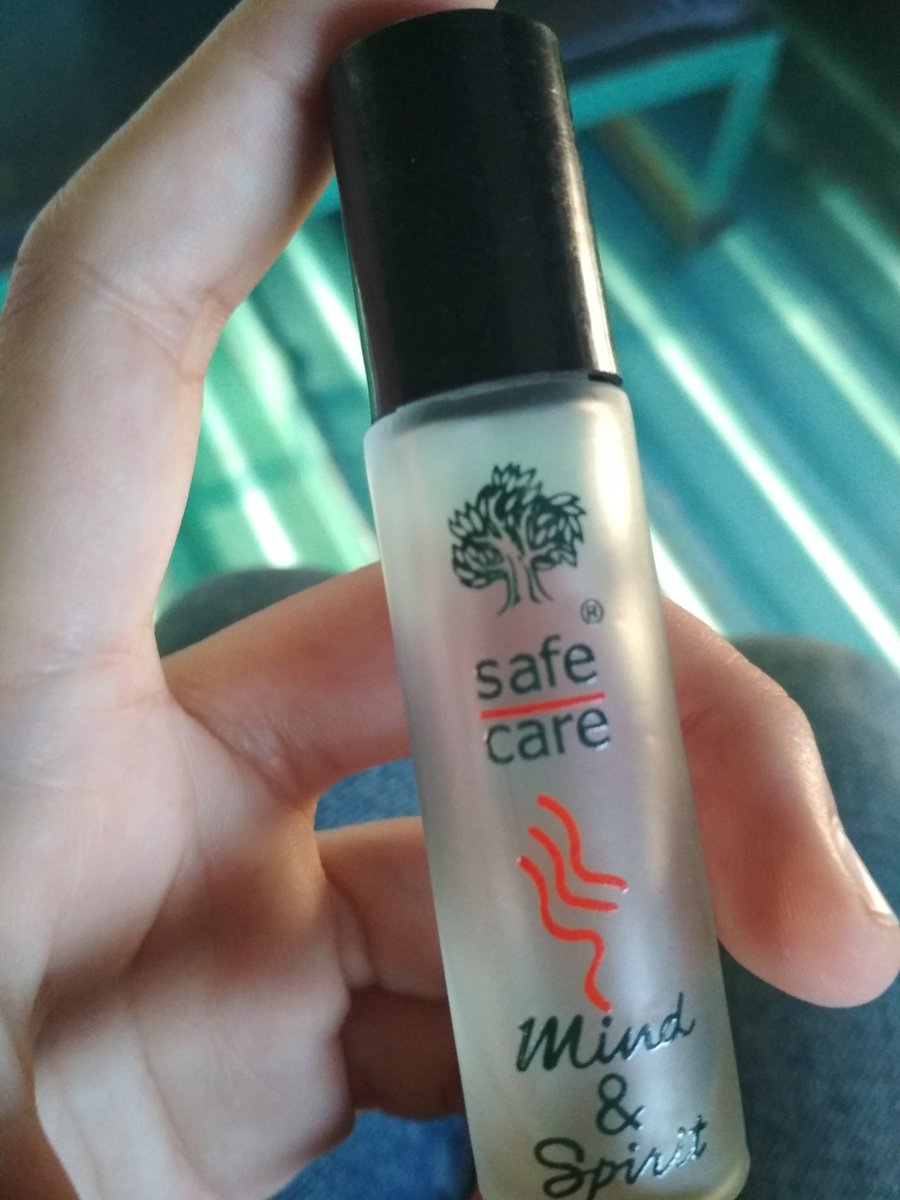 ®
safe
care
Mind
&
Spirit